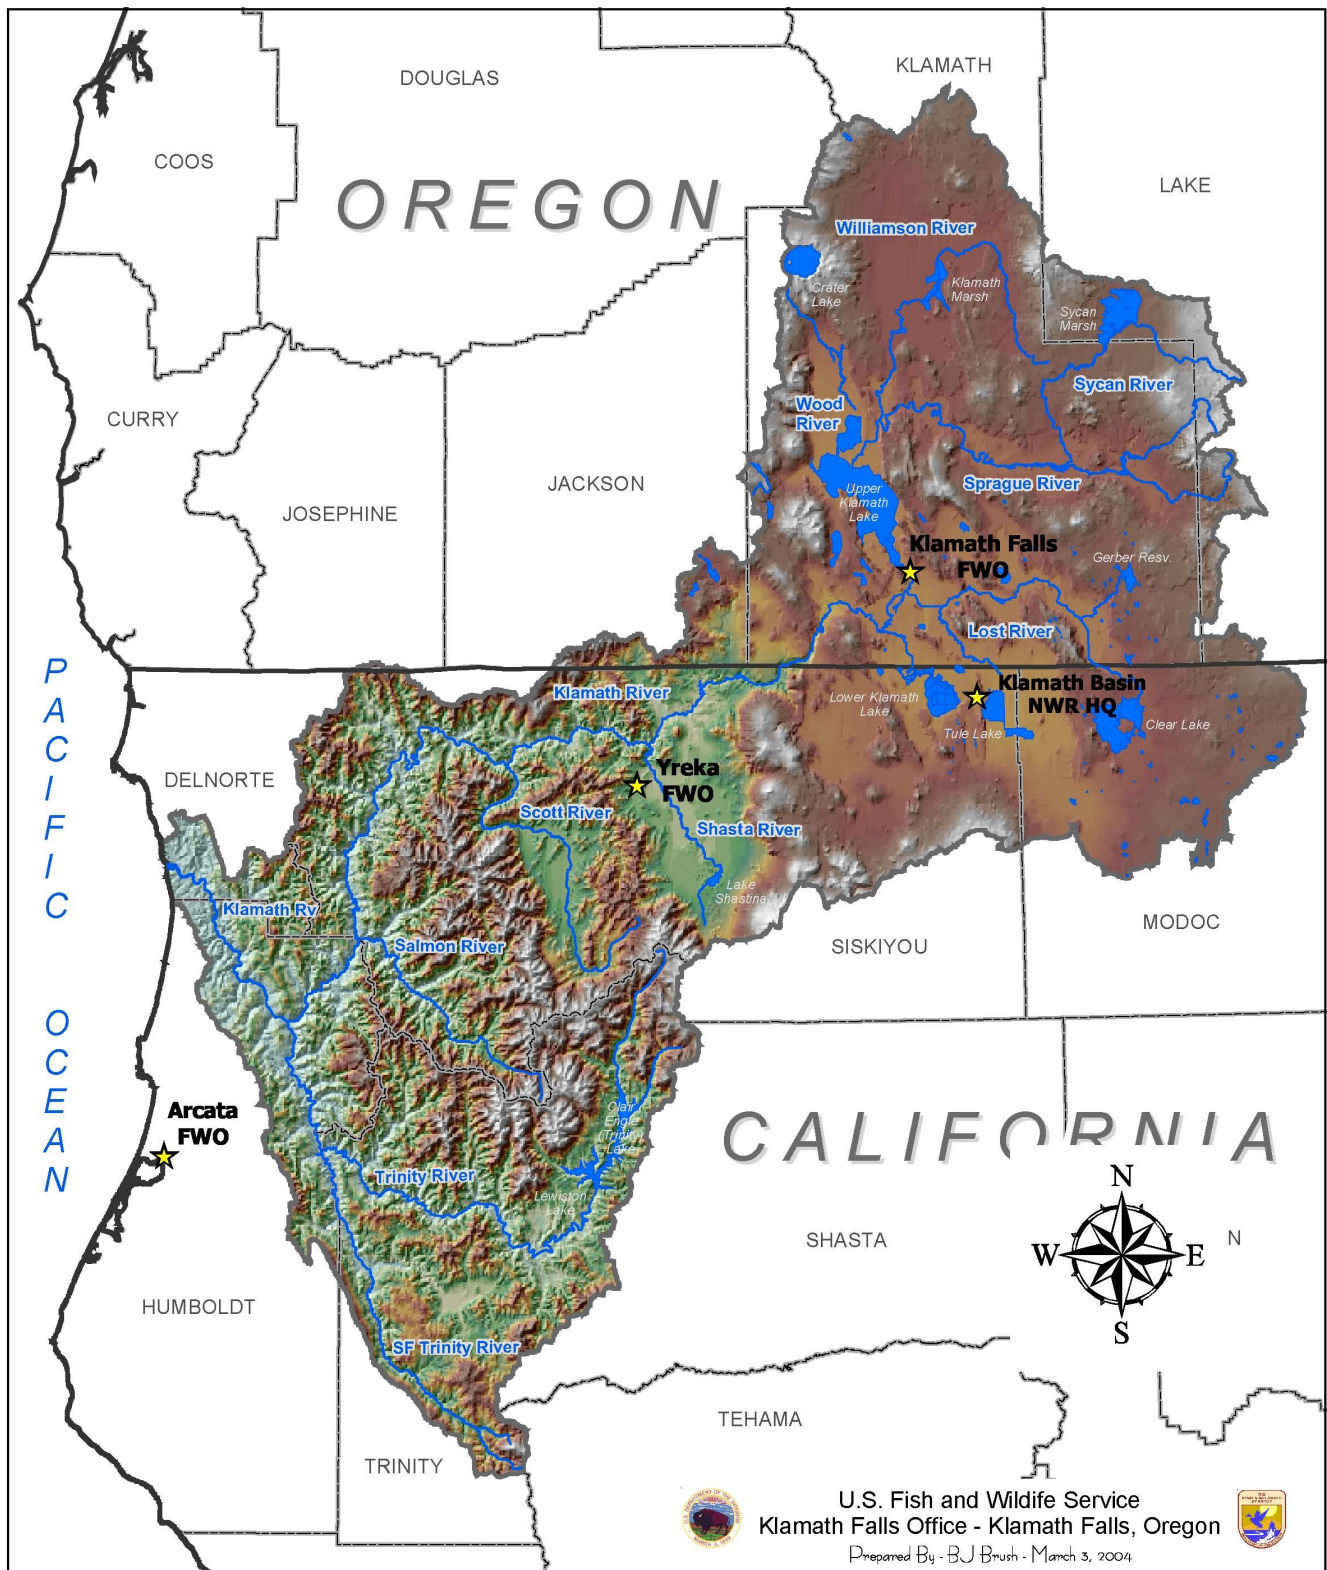 KLAMATH
DOUGLAS
COOS
LAKE
OREGON
Williamson River
Crater
Lake
Klamath
Marsh
Sycan
Marsh
Sycan River
Wood
River
CURRY
Sprague River
JACKSON
Upper
Klamath
Lake
JOSEPHINE
Klamath Falls
FWO
Gerber Resv.
Lost River
PACIFIC
OCEAN
Klamath River
Lower Klamath
Lake
Klamath Basin
NWR HQ
Tule Lake
Clear Lake
DELNORTE
Yreka
FWO
Scott River
Shasta River
Lake
Shastina
Klamath Rv
Salmon River
SISKIYOU
MODOC
Arcata
FWO
Clair
Engle
(Trinity)
Lake
CALIFORNIA
Trinity River
Lewiston
Lake
N
W
E
S
SHASTA
N
HUMBOLDT
SF Trinity River
TEHAMA
TRINITY
U.S. Fish and Wildlife Service
Klamath Falls Office - Klamath Falls, Oregon
Prepared By - BJ Brush - March 3, 2004